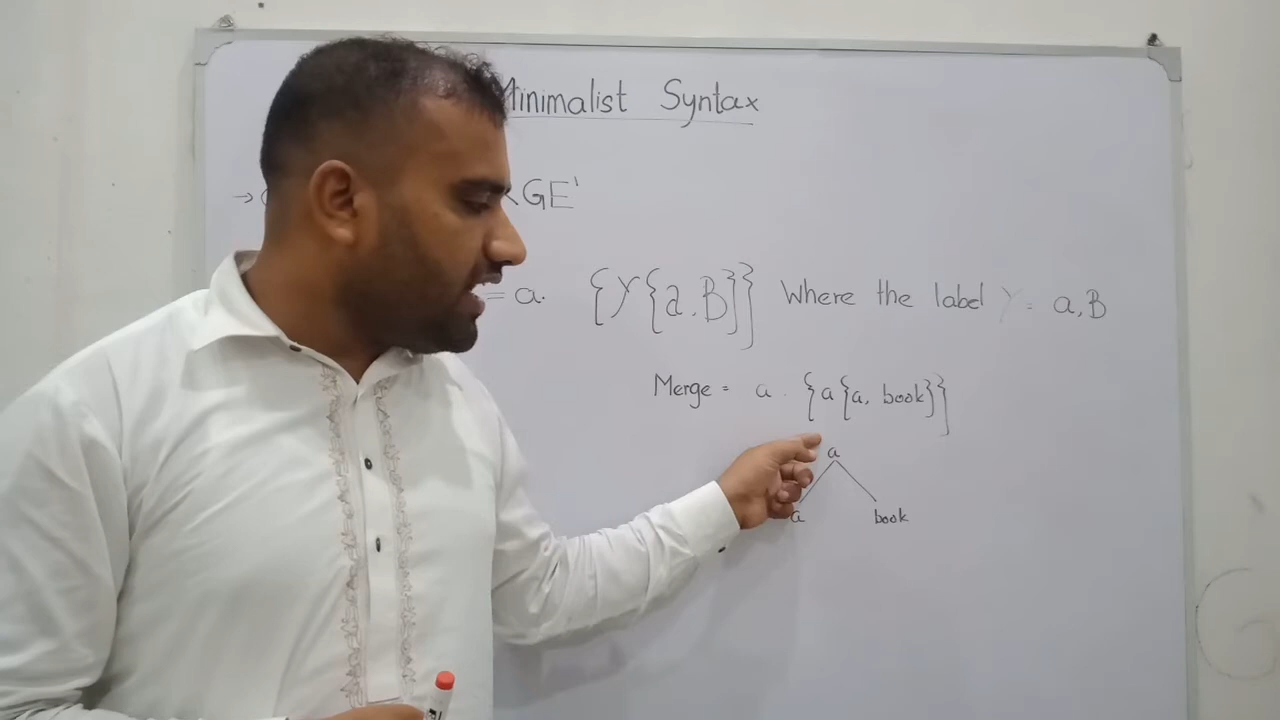 Minimalist Syntax
→ GE'
= a. {Y{a, B}} Where the label Y = a, B
Merge = a. {a{a, book}}
a
a book